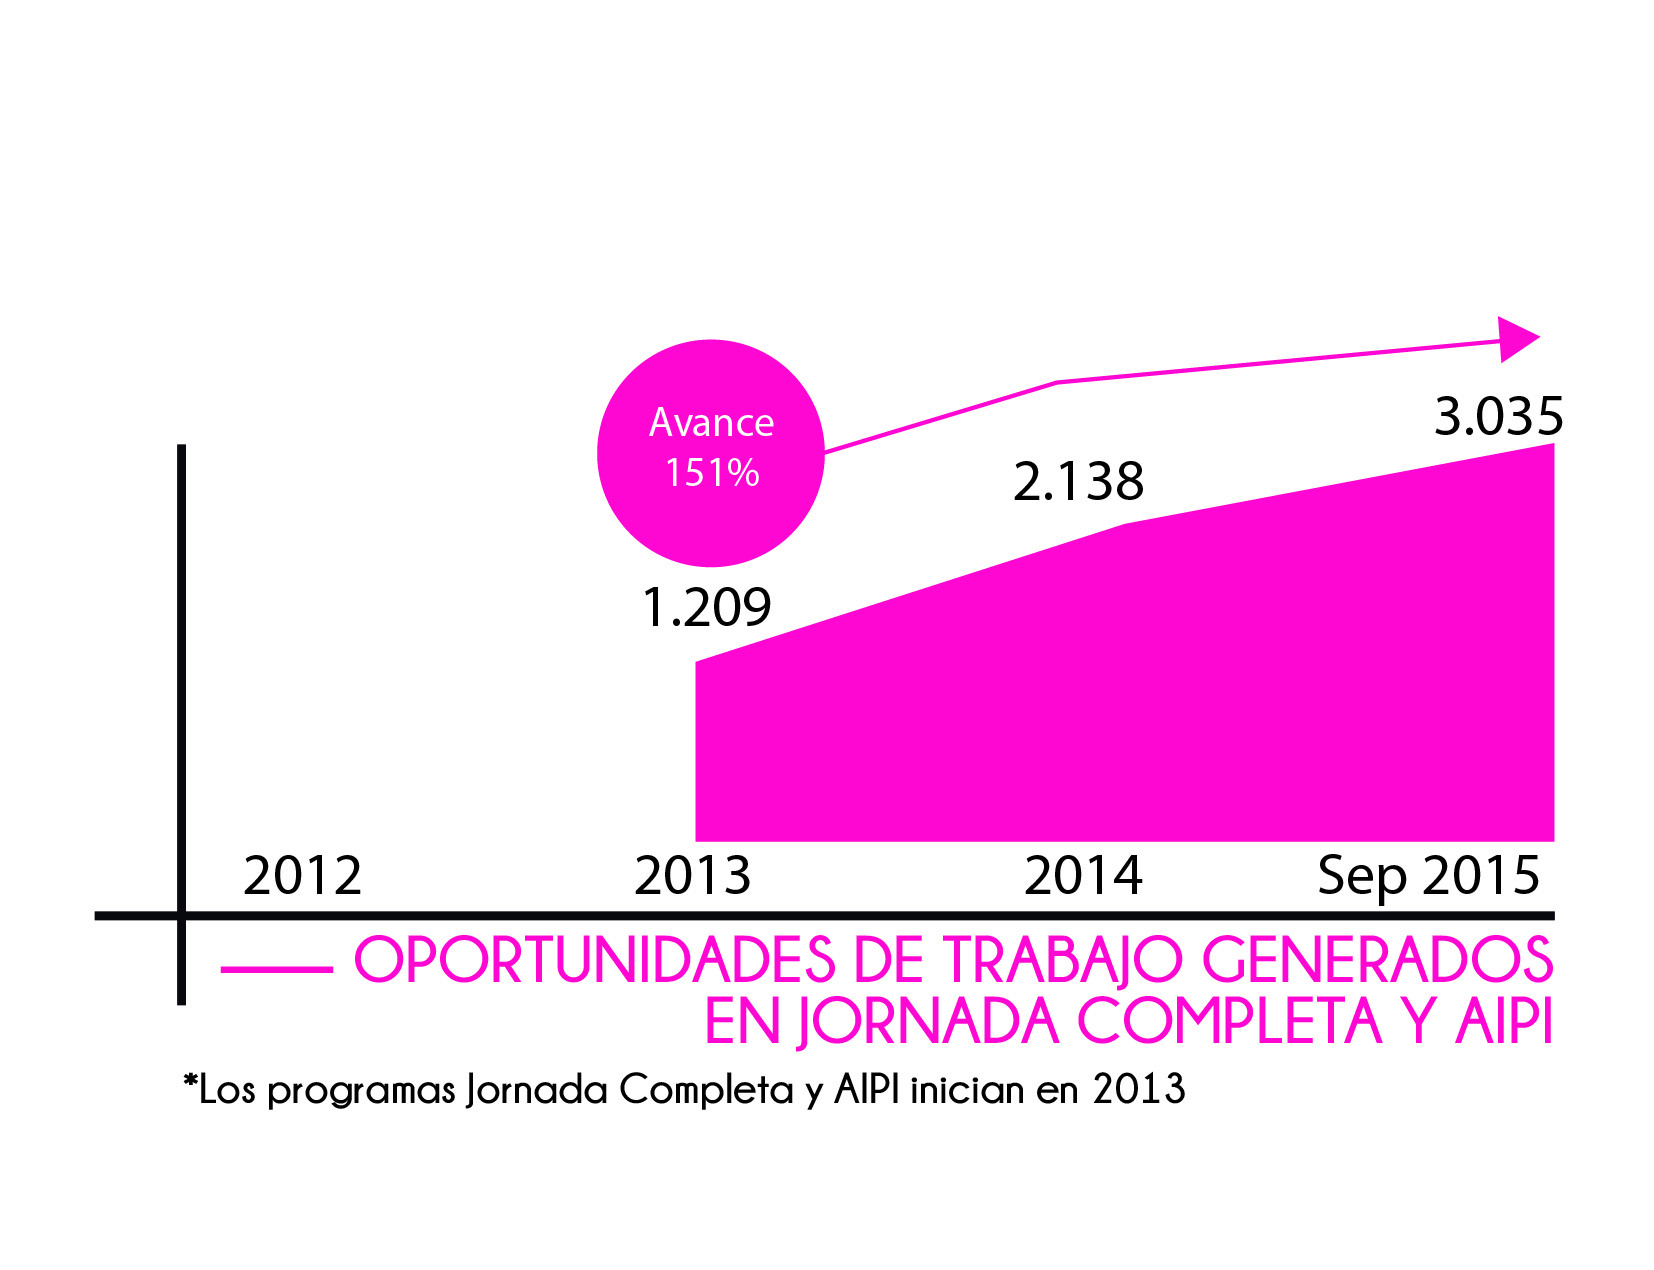 Avance
151%
3.035
2.138
1.209
2012 2013 2014 Sep 2015
OPORTUNIDADES DE TRABAJO GENERADOS
EN JORNADA COMPLETA Y AIPI
*Los programas Jornada Completa y AIPI inician en 2013